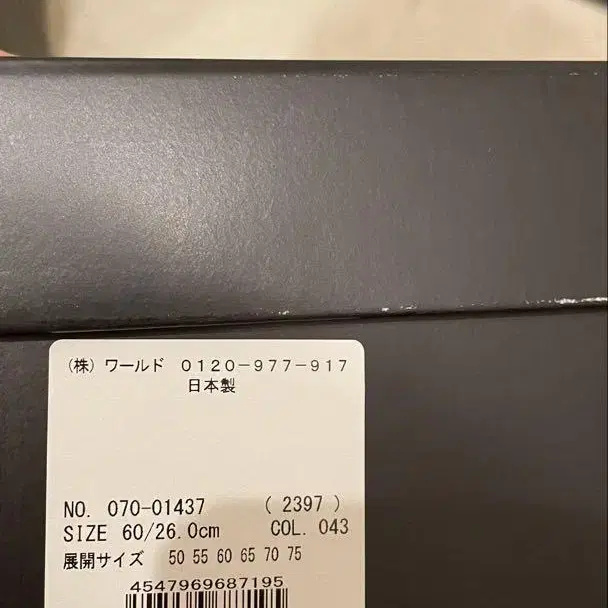 (株)ワールド 0120-977-917
日本製
NO. 070-01437 ( 2397 )
SIZE 60/26.0cm COL. 043
展開サイズ 50 55 60 65 70 75
4547969687195